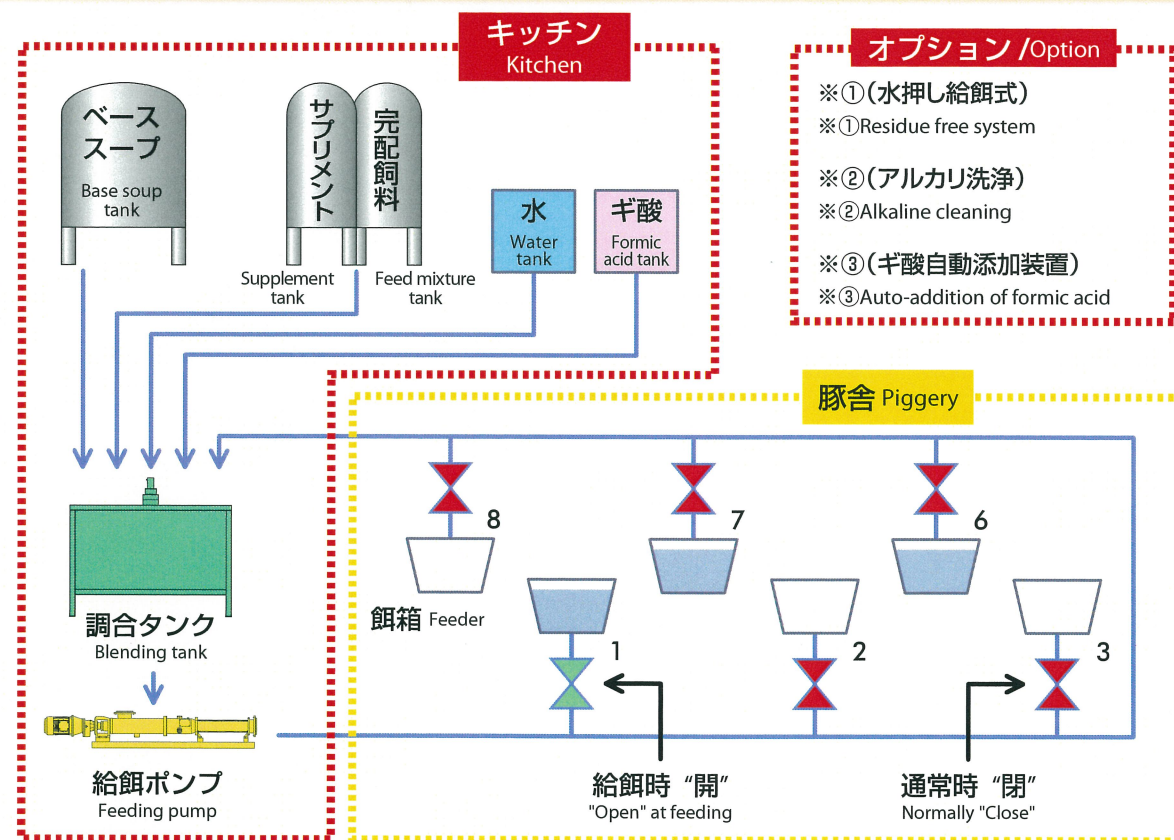 キッチン
Kitchen
オプション /Option
※①(水押し給餌式)
※①Residue free system
※②(アルカリ洗浄)
※②Alkaline cleaning
※③(ギ酸自動添加装置)
※③Auto-addition of formic acid
ベース
スープ
Base soup
tank
サプリメント
完配飼料
Supplement
tank
Feed mixture
tank
水
Water
tank
ギ酸
Formic
acid tank
豚舎 Piggery
8
7
6
餌箱 Feeder
1
2
3
調合タンク
Blending tank
給餌ポンプ
Feeding pump
給餌時 “開”
"Open" at feeding
通常時 “閉”
Normally "Close"